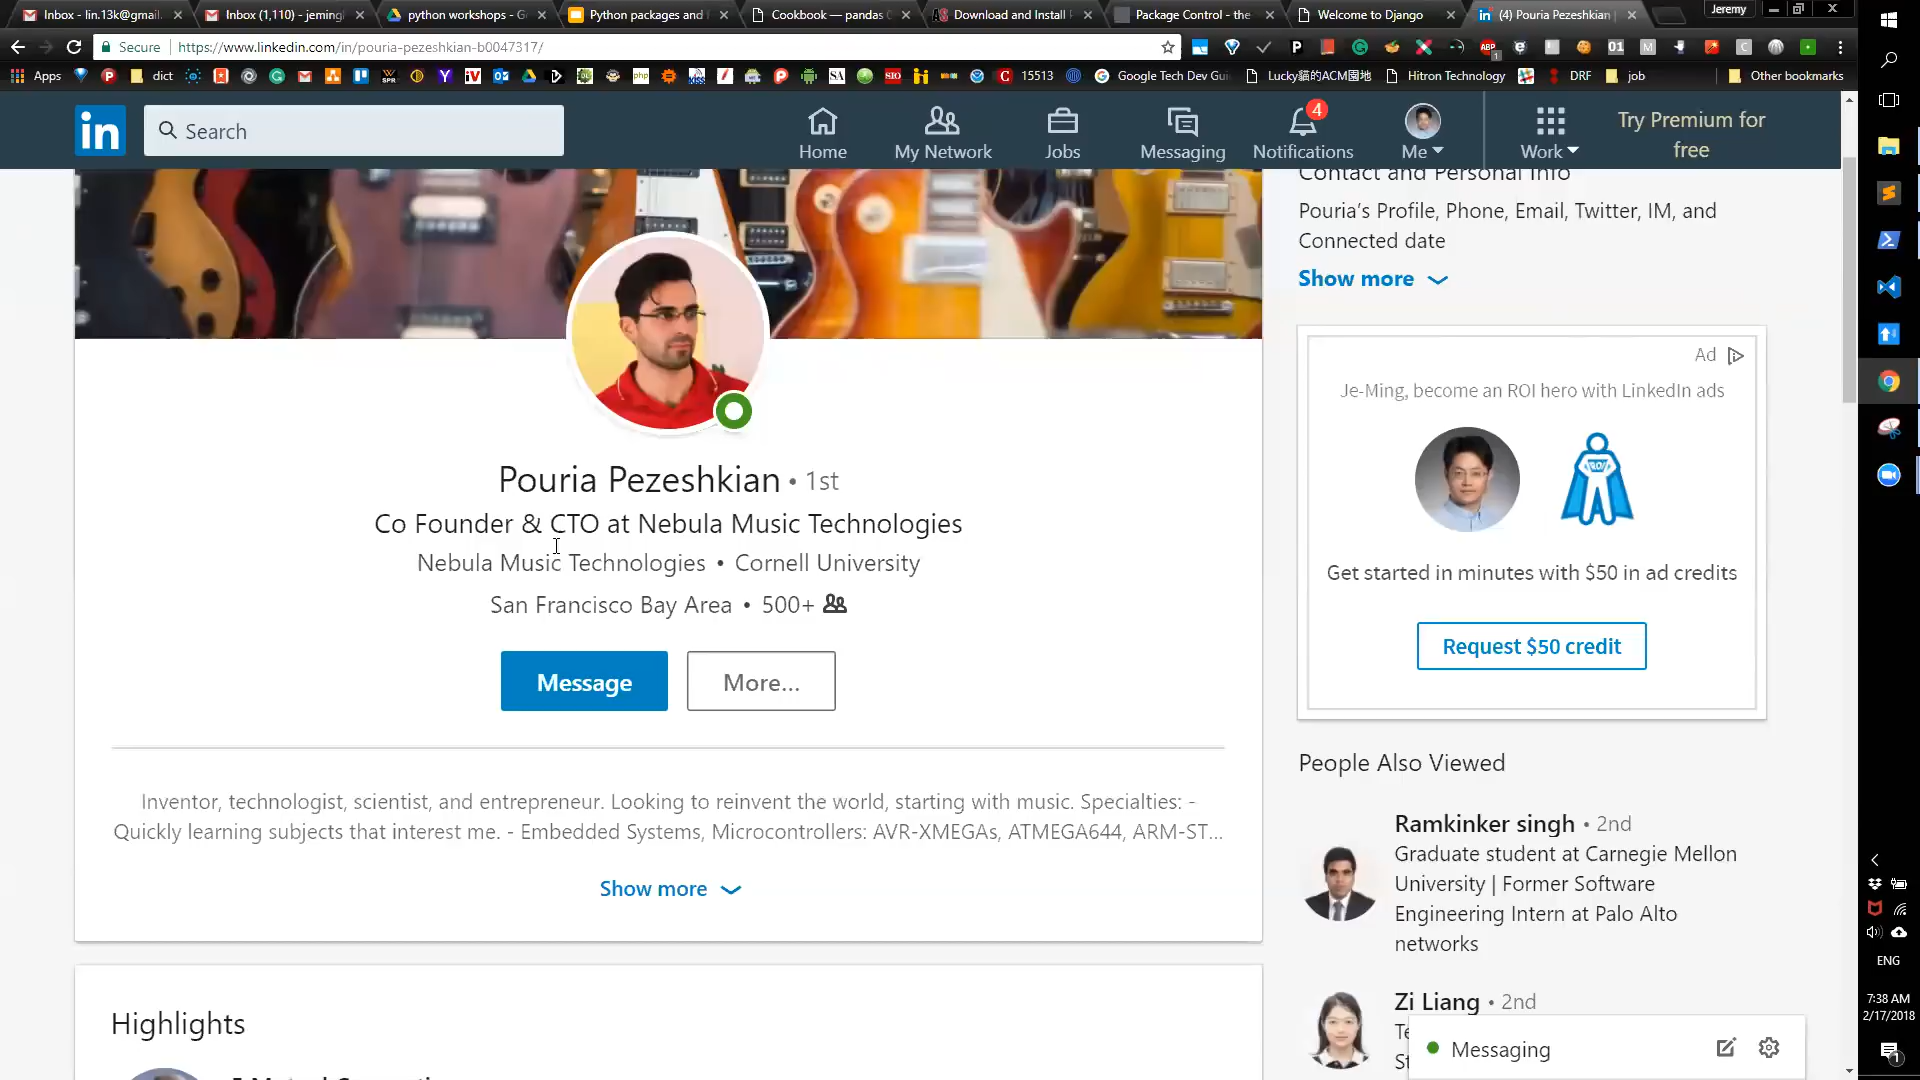 Inbox - lin.13k@gmail.
Inbox (1,110) - jeming
python workshops - G
Python packages and
Cookbook — pandas
Download and Install
Package Control - the
Welcome to Django
(4) Pouria Pezeshkian
Jeremy
Secure
https://www.linkedin.com/in/pouria-pezeshkian-b0047317/
Apps
dict
15513
Google Tech Dev Gui
Lucky貓的ACM園地
Hitron Technology
DRF
job
Other bookmarks
in
Search
Home
My Network
Jobs
Messaging
4
Notifications
Me
Work
Try Premium for
free
Contact and Personal Info
Pouria's Profile, Phone, Email, Twitter, IM, and
Connected date
Show more
Pouria Pezeshkian • 1st
Co Founder & CTO at Nebula Music Technologies
Nebula Music Technologies • Cornell University
San Francisco Bay Area • 500+
Message
More...
Inventor, technologist, scientist, and entrepreneur. Looking to reinvent the world, starting with music. Specialties: -
Quickly learning subjects that interest me. - Embedded Systems, Microcontrollers: AVR-XMEGAs, ATMEGA644, ARM-ST...
Show more
Highlights
Ad
Je-Ming, become an ROI hero with LinkedIn ads
ROI
Get started in minutes with $50 in ad credits
Request $50 credit
People Also Viewed
Ramkinker singh • 2nd
Graduate student at Carnegie Mellon
University | Former Software
Engineering Intern at Palo Alto
networks
Zi Liang • 2nd
Messaging
ENG
7:38 AM
2/17/2018
1